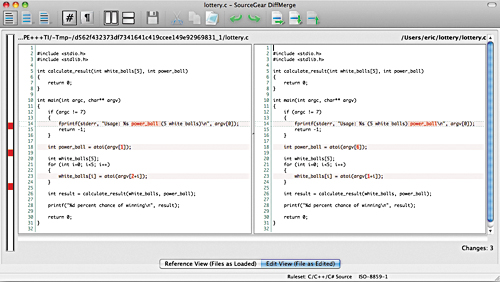 lottery.c - SourceGear DiffMerge
...PE+++TI/-Tmp-/d562f432373df7341641c419ccee149e92969831_1/lottery.c
/Users/eric/lottery/lottery.c
1
2 #include <stdio.h>
3 #include <stdlib.h>
4
5 int calculate_result(int white_balls[5], int power_ball)
6 {
7 return 0;
8 }
9
10 int main(int argc, char** argv)
11 {
12 if (argc != 7)
13 {
14 fprintf(stderr, "Usage: %s power_ball (5 white balls)\n", argv[0]);
15 return -1;
16 }
17
18 int power_ball = atoi(argv[1]);
19
20 int white_balls[5];
21 for (int i=0; i<5; i++)
22 {
23 white_balls[i] = atoi(argv[2+i]);
24 }
25
26 int result = calculate_result(white_balls, power_ball);
27
28 printf("%d percent chance of winning\n", result);
29
30 return 0;
31 }
32
1
2 #include <stdio.h>
3 #include <stdlib.h>
4
5 int calculate_result(int white_balls[5], int power_ball)
6 {
7 return 0;
8 }
9
10 int main(int argc, char** argv)
11 {
12 if (argc != 7)
13 {
14 fprintf(stderr, "Usage: %s (5 white balls) power_ball\n", argv[0]);
15 return -1;
16 }
17
18 int power_ball = atoi(argv[6]);
19
20 int white_balls[5];
21 for (int i=0; i<5; i++)
22 {
23 white_balls[i] = atoi(argv[1+i]);
24 }
25
26 int result = calculate_result(white_balls, power_ball);
27
28 printf("%d percent chance of winning\n", result);
29
30 return 0;
31 }
32
Changes: 3
Reference View (Files as Loaded)
Edit View (File as Edited)
Ruleset: C/C++/C# Source
ISO-8859-1